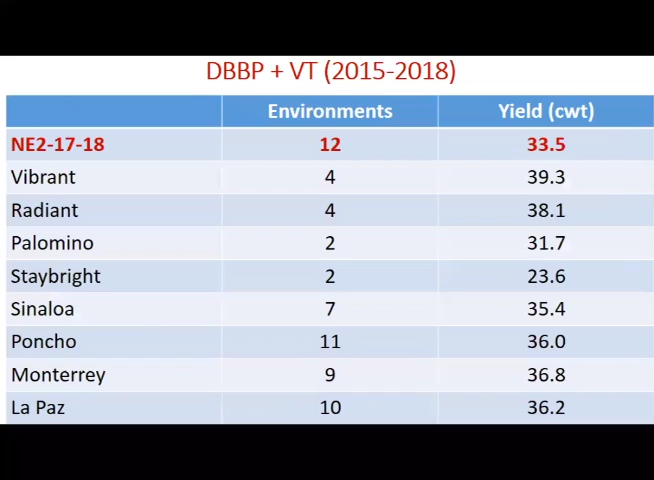 DBBP + VT (2015-2018)
Environments Yield (cwt)
NE2-17-18 12 33.5
Vibrant 4 39.3
Radiant 4 38.1
Palomino 2 31.7
Staybright 2 23.6
Sinaloa 7 35.4
Poncho 11 36.0
Monterrey 9 36.8
La Paz 10 36.2